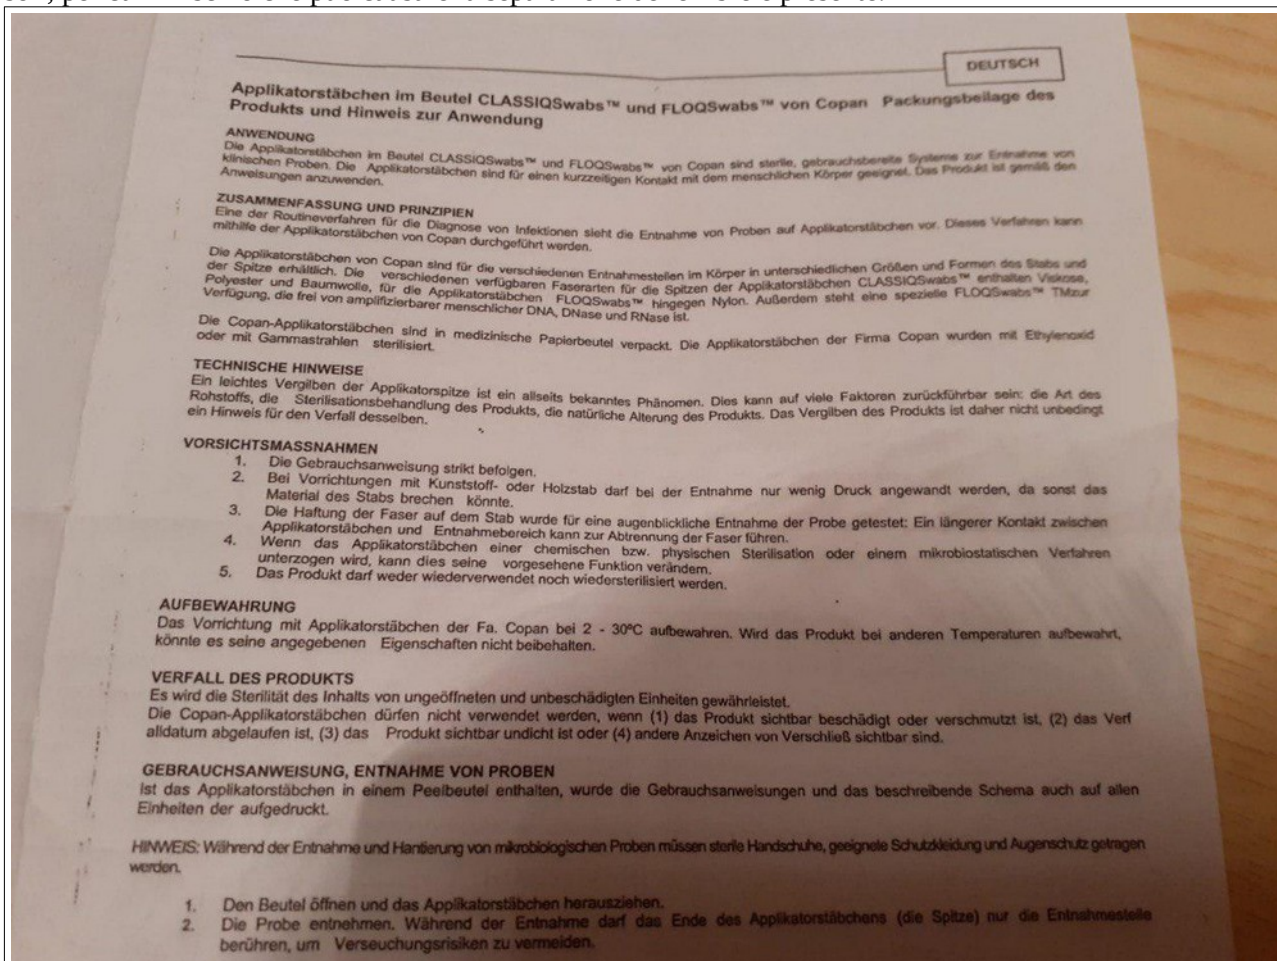 DEUTSCH
Applikatorstäbchen im Beutel CLASSIQSwabs™ und FLOQSwabs™ von Copan Packungsbeilage des
Produkts und Hinweis zur Anwendung
ANWENDUNG
Die Applikatorstäbchen im Beutel CLASSIQSwabs™ und FLOQSwabs™ von Copan sind sterile, gebrauchsbereite Systeme zur Entnahme von
klinischen Proben. Die Applikatorstäbchen sind für einen kurzzeitigen Kontakt mit dem menschlichen Körper geeignet. Das Produkt ist gemäß den
Anweisungen anzuwenden.
ZUSAMMENFASSUNG UND PRINZIPIEN
Eine der Routineverfahren für die Diagnose von Infektionen sieht die Entnahme von Proben auf Applikatorstäbchen vor. Dieses Verfahren kann
mithilfe der Applikatorstäbchen von Copan durchgeführt werden.
Die Applikatorstäbchen von Copan sind für die verschiedenen Entnahmestellen im Körper in unterschiedlichen Größen und Formen des Stabs und
der Spitze erhältlich. Die verschiedenen verfügbaren Faserarten für die Spitzen der Applikatorstäbchen CLASSIQSwabs™ enthalten Viskose,
Polyester und Baumwolle, für die Applikatorstäbchen FLOQSwabs™ hingegen Nylon. Außerdem steht eine spezielle FLOQSwabs™ TMzur
Verfügung, die frei von amplifizierbarer menschlicher DNA, DNase und RNase ist.
Die Copan-Applikatorstäbchen sind in medizinische Papierbeutel verpackt. Die Applikatorstäbchen der Firma Copan wurden mit Ethylenoxid
oder mit Gammastrahlen sterilisiert.
TECHNISCHE HINWEISE
Ein leichtes Vergilben der Applikatorspitze ist ein allseits bekanntes Phänomen. Dies kann auf viele Faktoren zurückführbar sein: die Art des
Rohstoffs, die Sterilisationsbehandlung des Produkts, die natürliche Alterung des Produkts. Das Vergilben des Produkts ist daher nicht unbedingt
ein Hinweis für den Verfall desselben.
VORSICHTSMASSNAHMEN
1. Die Gebrauchsanweisung strikt befolgen.
2. Bei Vorrichtungen mit Kunststoff- oder Holzstab darf bei der Entnahme nur wenig Druck angewandt werden, da sonst das
Material des Stabs brechen könnte.
3. Die Haftung der Faser auf dem Stab wurde für eine augenblickliche Entnahme der Probe getestet: Ein längerer Kontakt zwischen
Applikatorstäbchen und Entnahmebereich kann zur Abtrennung der Faser führen.
4. Wenn das Applikatorstäbchen einer chemischen bzw. physischen Sterilisation oder einem mikrobiostatischen Verfahren
unterzogen wird, kann dies seine vorgesehene Funktion verändern.
5. Das Produkt darf weder wiederverwendet noch wiedersterilisiert werden.
AUFBEWAHRUNG
Das Vorrichtung mit Applikatorstäbchen der Fa. Copan bei 2 - 30ºC aufbewahren. Wird das Produkt bei anderen Temperaturen aufbewahrt,
könnte es seine angegebenen Eigenschaften nicht beibehalten.
VERFALL DES PRODUKTS
Es wird die Sterilität des Inhalts von ungeöffneten und unbeschädigten Einheiten gewährleistet.
Die Copan-Applikatorstäbchen dürfen nicht verwendet werden, wenn (1) das Produkt sichtbar beschädigt oder verschmutzt ist, (2) das Verf
alldatum abgelaufen ist, (3) das Produkt sichtbar undicht ist oder (4) andere Anzeichen von Verschließ sichtbar sind.
GEBRAUCHSANWEISUNG, ENTNAHME VON PROBEN
Ist das Applikatorstäbchen in einem Peelbeutel enthalten, wurde die Gebrauchsanweisungen und das beschreibende Schema auch auf allen
Einheiten der aufgedruckt.
HINWEIS: Während der Entnahme und Hantierung von mikrobiologischen Proben müssen sterile Handschuhe, geeignete Schutzkleidung und Augenschutz getragen
werden.
1. Den Beutel öffnen und das Applikatorstäbchen herausziehen.
2. Die Probe entnehmen. Während der Entnahme darf das Ende des Applikatorstäbchens (die Spitze) nur die Entnahmestelle
berühren, um Verseuchungsrisiken zu vermeiden.